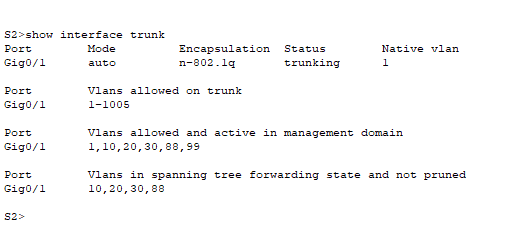 S2>show interface trunk
Port Mode Encapsulation Status Native vlan
Gig0/1 auto n-802.1q trunking 1
Port Vlans allowed on trunk
Gig0/1 1-1005
Port Vlans allowed and active in management domain
Gig0/1 1,10,20,30,88,99
Port Vlans in spanning tree forwarding state and not pruned
Gig0/1 10,20,30,88
S2>